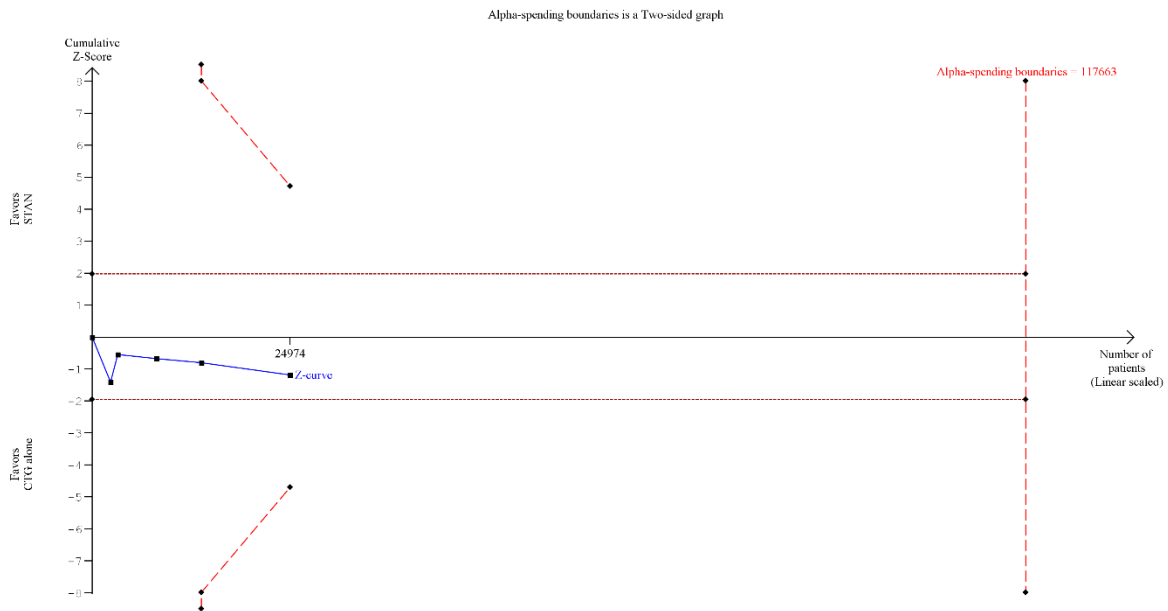 Alpha-spending boundaries is a Two-sided graph
Cumulative
Z-Score
Alpha-spending boundaries = 117663
8
7
6
5
4
3
2
1
-1
-2
-3
-4
-5
-6
-7
-8
Favors
STAN
Favors
CTG alone
24974
Z-curve
Number of
patients
(Linear scaled)